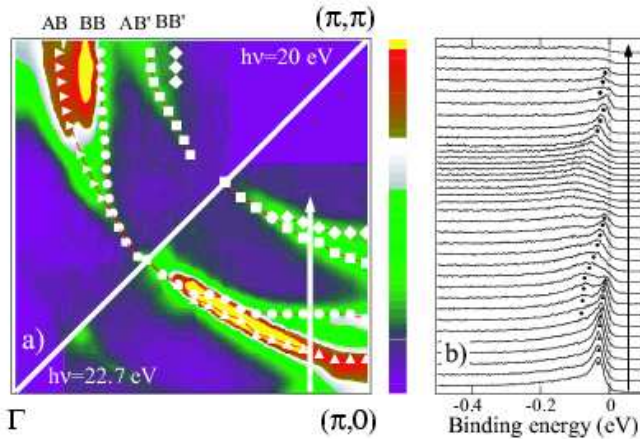 AB BB AB' BB' (π,π)
hν=20 eV
a)
hν=22.7 eV
b)
-0.4 -0.2 0
Γ (π,0) Binding energy (eV)